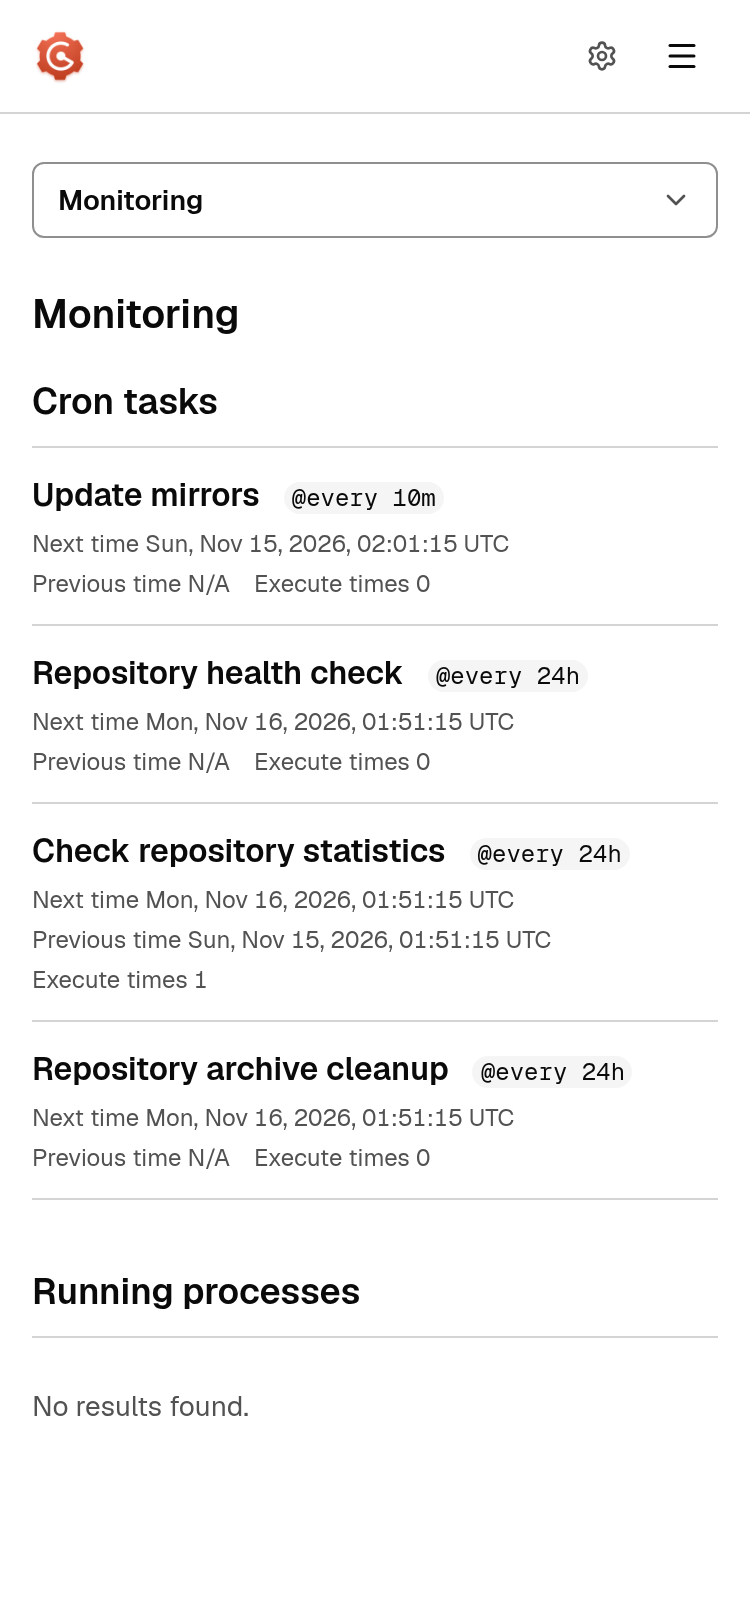 Monitoring
Monitoring
Cron tasks
Update mirrors @every 10m
Next time Sun, Nov 15, 2026, 02:01:15 UTC
Previous time N/A Execute times 0
Repository health check @every 24h
Next time Mon, Nov 16, 2026, 01:51:15 UTC
Previous time N/A Execute times 0
Check repository statistics @every 24h
Next time Mon, Nov 16, 2026, 01:51:15 UTC
Previous time Sun, Nov 15, 2026, 01:51:15 UTC
Execute times 1
Repository archive cleanup @every 24h
Next time Mon, Nov 16, 2026, 01:51:15 UTC
Previous time N/A Execute times 0
Running processes
No results found.